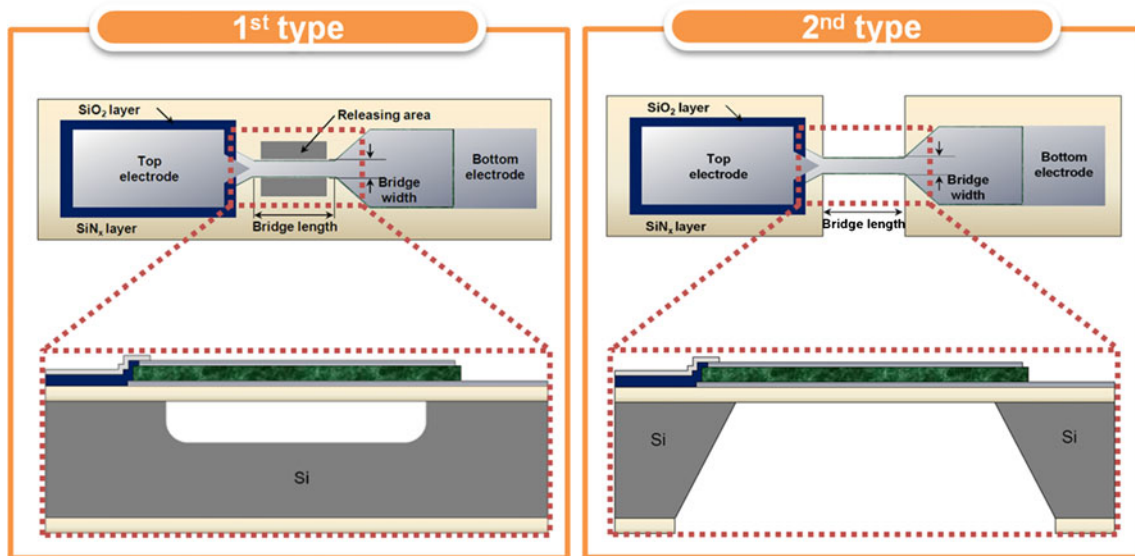 1st type
SiO2 layer
Releasing area
Top
electrode
Bottom
electrode
Bridge
width
SiNx layer
Bridge length
Si
2nd type
SiO2 layer
Top
electrode
Bottom
electrode
Bridge
width
SiNx layer
Bridge length
Si
Si